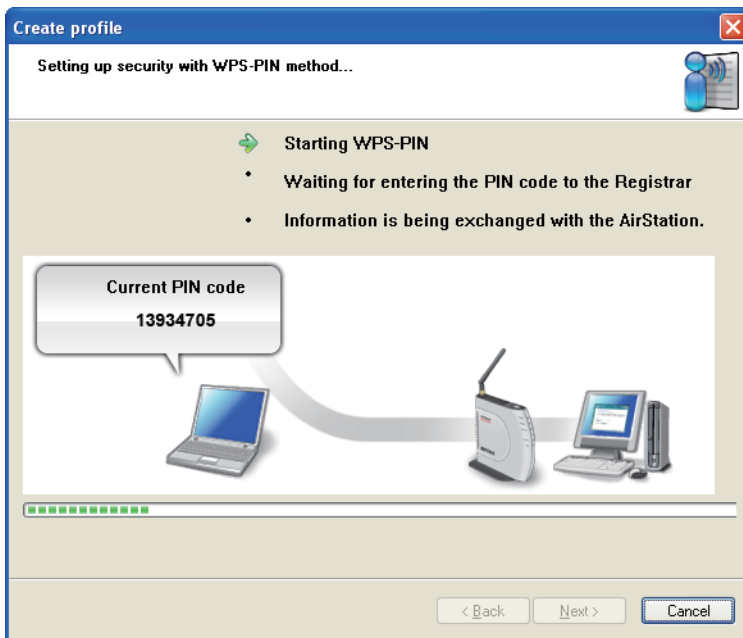 Create profile
Setting up security with WPS-PIN method...
Starting WPS-PIN
• Waiting for entering the PIN code to the Registrar
• Information is being exchanged with the AirStation.
Current PIN code
13934705
< Back
Next >
Cancel